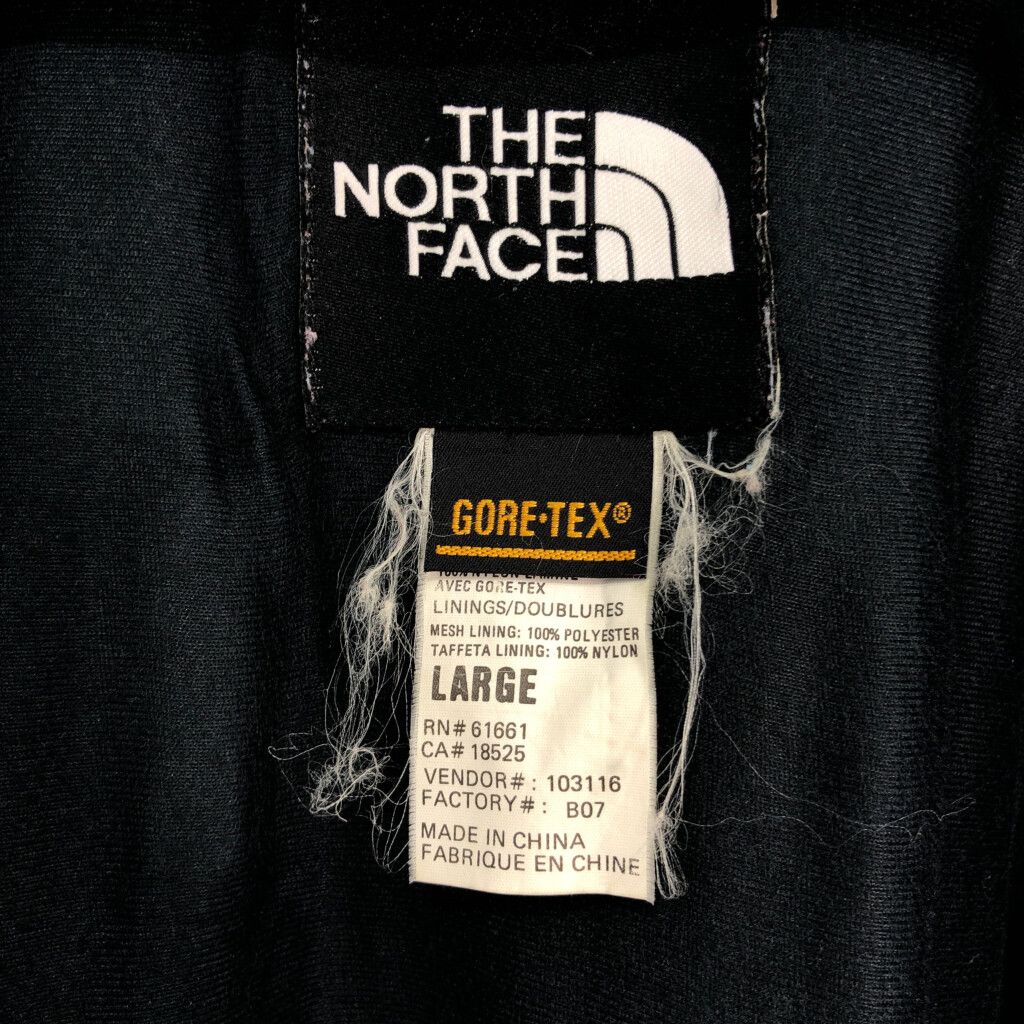 THE
NORTH
FACE
GORE-TEX®
AVEC GORE-TEX
LININGS/DOUBLURES
MESH LINING: 100% POLYESTER
TAFFETA LINING: 100% NYLON
LARGE
RN# 61661
CA# 18525
VENDOR# : 103116
FACTORY# : B07
MADE IN CHINA
FABRIQUE EN CHINE